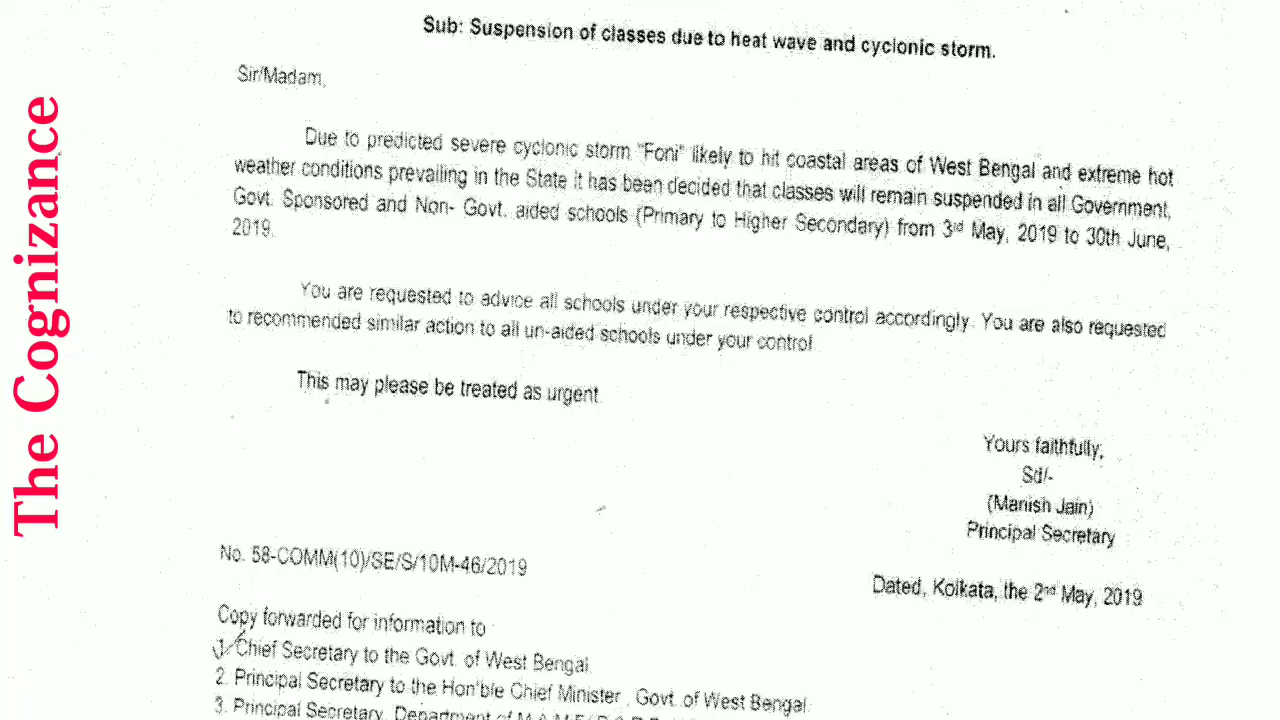 The Cognizance
Sub: Suspension of classes due to heat wave and cyclonic storm.
Sir/Madam,
Due to predicted severe cyclonic storm "Foni" likely to hit coastal areas of West Bengal and extreme hot
weather conditions prevailing in the State it has been decided that classes will remain suspended in all Government,
Govt. Sponsored and Non- Govt. aided schools (Primary to Higher Secondary) from 3rd May, 2019 to 30th June,
2019.
You are requested to advice all schools under your respective control accordingly. You are also requested
to recommended similar action to all un-aided schools under your control
This may please be treated as urgent
Yours faithfully,
Sd/-
(Manish Jain)
Principal Secretary
No. 58-COMM(10)/SE/S/10M-46/2019
Dated, Kolkata, the 2nd May, 2019
Copy forwarded for information to
1. Chief Secretary to the Govt. of West Bengal.
2. Principal Secretary to the Hon'ble Chief Minister , Govt. of West Bengal.
3. Principal Secretary, Department of